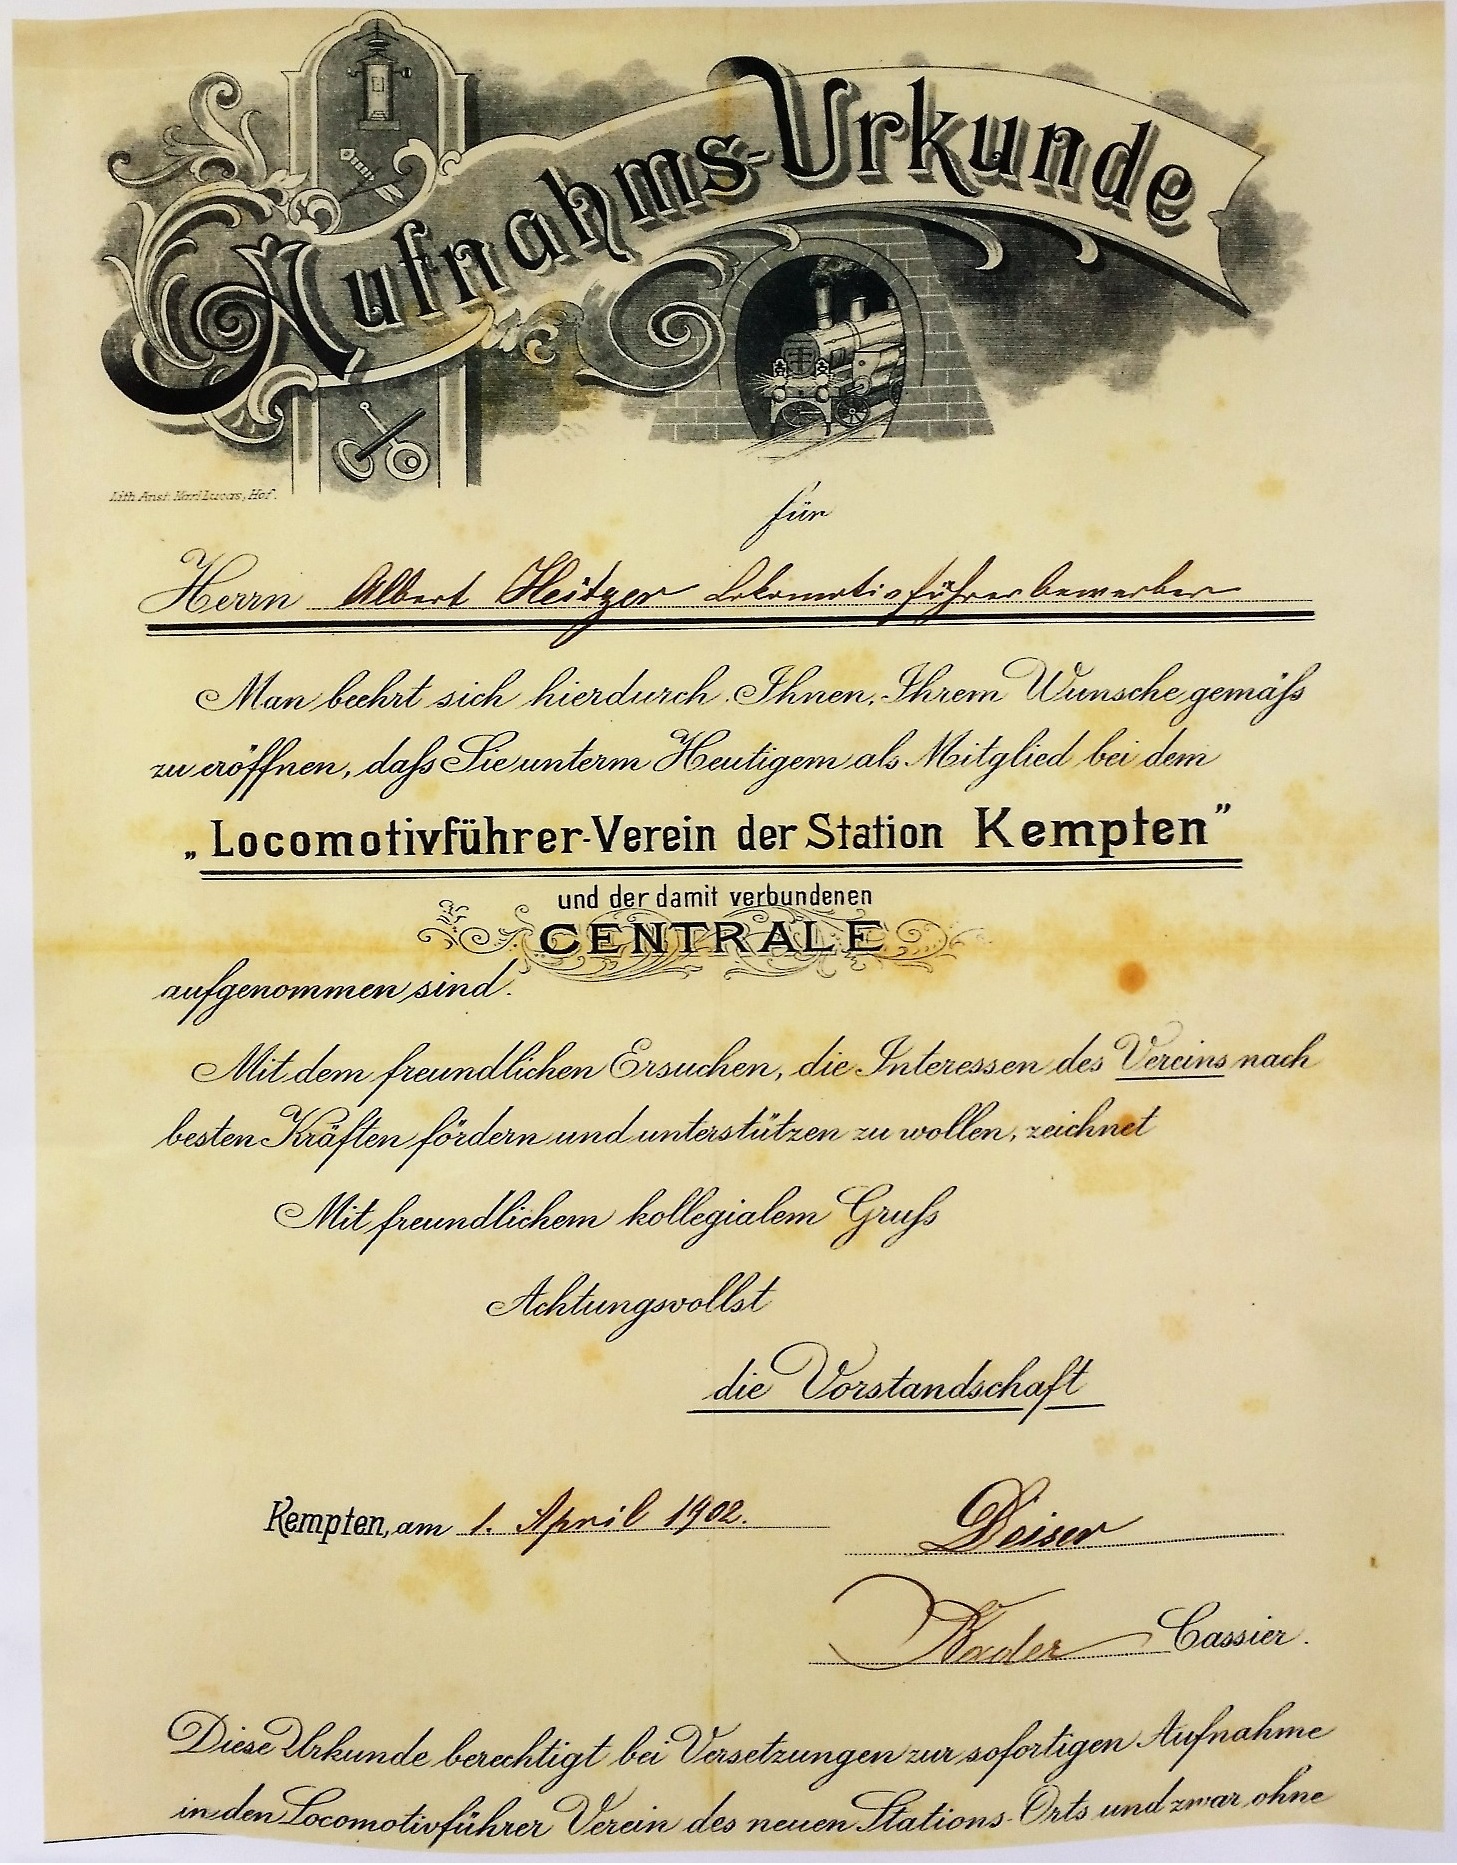 Aufnahms-Urkunde
Lith. Anst. Karl Lucas, Hof.
für
Herrn Albert Heitzer Lokomotivführerbewerber
Man beehrt sich hierdurch Ihnen, Ihrem Wunsche gemäſs
zu eröffnen, daſs Sie unterm Heutigem als Mitglied bei dem
„Locomotivführer-Verein der Station Kempten”
und der damit verbundenen
CENTRALE
aufgenommen sind.
Mit dem freundlichen Ersuchen, die Interessen des Vereins nach
besten Kräften fördern und unterstützen zu wollen, zeichnet
Mit freundlichem kollegialem Gruſs
Achtungsvollst
die Vorstandschaft
Kempten, am 1. April 1902. Deiser
Cassier.
Diese Urkunde berechtigt bei Versetzungen zur sofortigen Aufnahme
in den Locomotivführer Verein des neuen Stations-Orts und zwar ohne